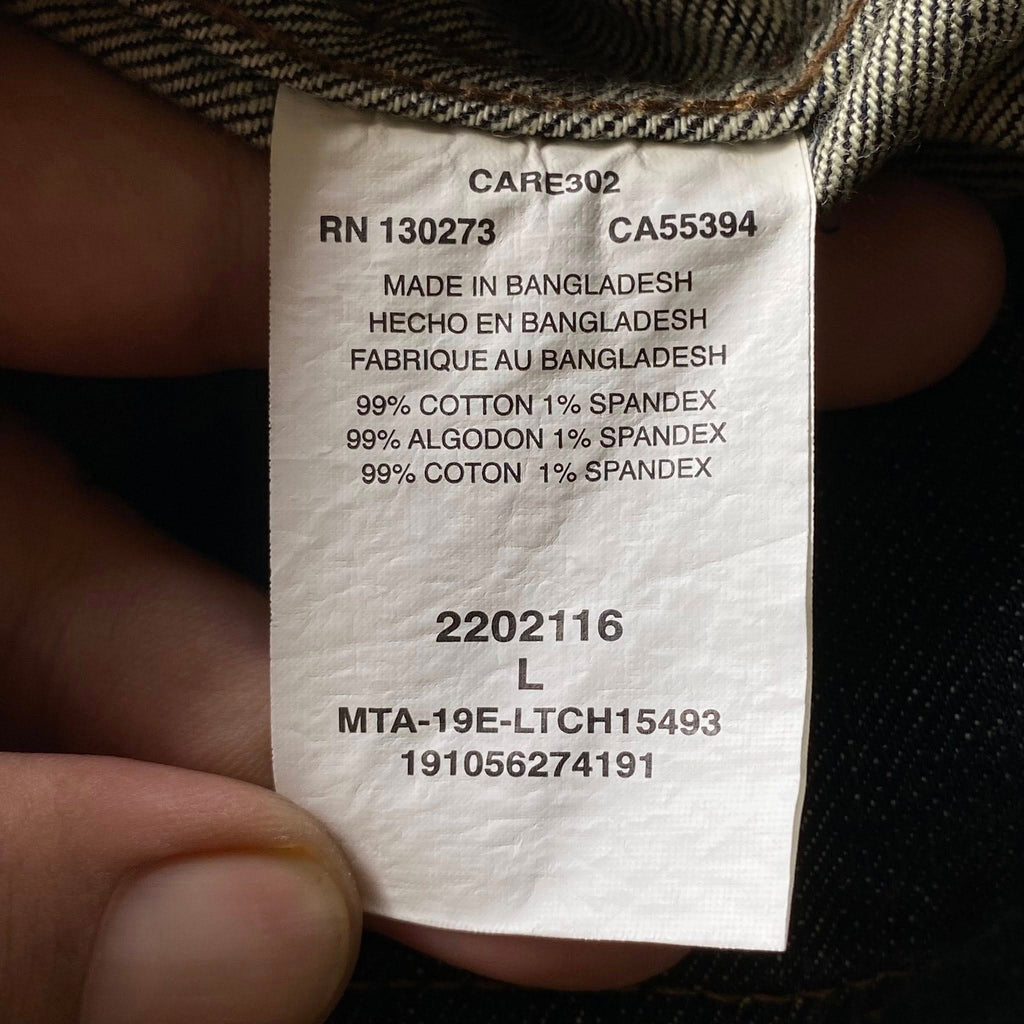 CARE302
RN 130273 CA55394
MADE IN BANGLADESH
HECHO EN BANGLADESH
FABRIQUE AU BANGLADESH
99% COTTON 1% SPANDEX
99% ALGODON 1% SPANDEX
99% COTON 1% SPANDEX
2202116
L
MTA-19E-LTCH15493
191056274191